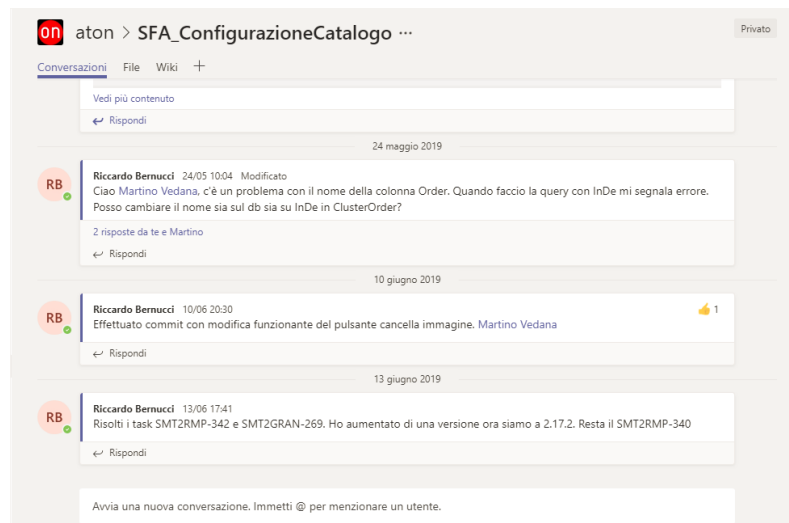 on aton > SFA_ConfigurazioneCatalogo ···
Privato
Conversazioni File Wiki +
Vedi più contenuto
Rispondi
24 maggio 2019
RB
Riccardo Bernucci 24/05 10:04 Modificato
Ciao Martino Vedana, c'è un problema con il nome della colonna Order. Quando faccio la query con InDe mi segnala errore.
Posso cambiare il nome sia sul db sia su InDe in ClusterOrder?
2 risposte da te e Martino
Rispondi
10 giugno 2019
RB
Riccardo Bernucci 10/06 20:30
1
Effettuato commit con modifica funzionante del pulsante cancella immagine. Martino Vedana
Rispondi
13 giugno 2019
RB
Riccardo Bernucci 13/06 17:41
Risolti i task SMT2RMP-342 e SMT2GRAN-269. Ho aumentato di una versione ora siamo a 2.17.2. Resta il SMT2RMP-340
Rispondi
Avvia una nuova conversazione. Immetti @ per menzionare un utente.